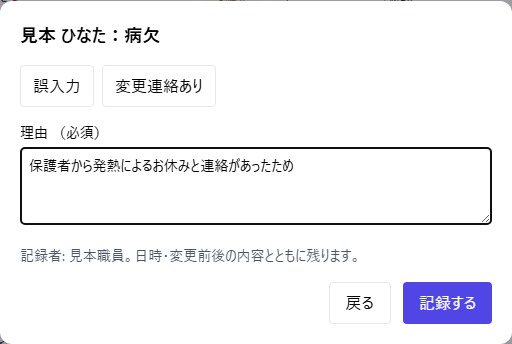 見本 ひなた：病欠
誤入力
変更連絡あり
理由 （必須）
保護者から発熱によるお休みと連絡があったため
記録者: 見本職員。日時・変更前後の内容とともに残ります。
戻る
記録する